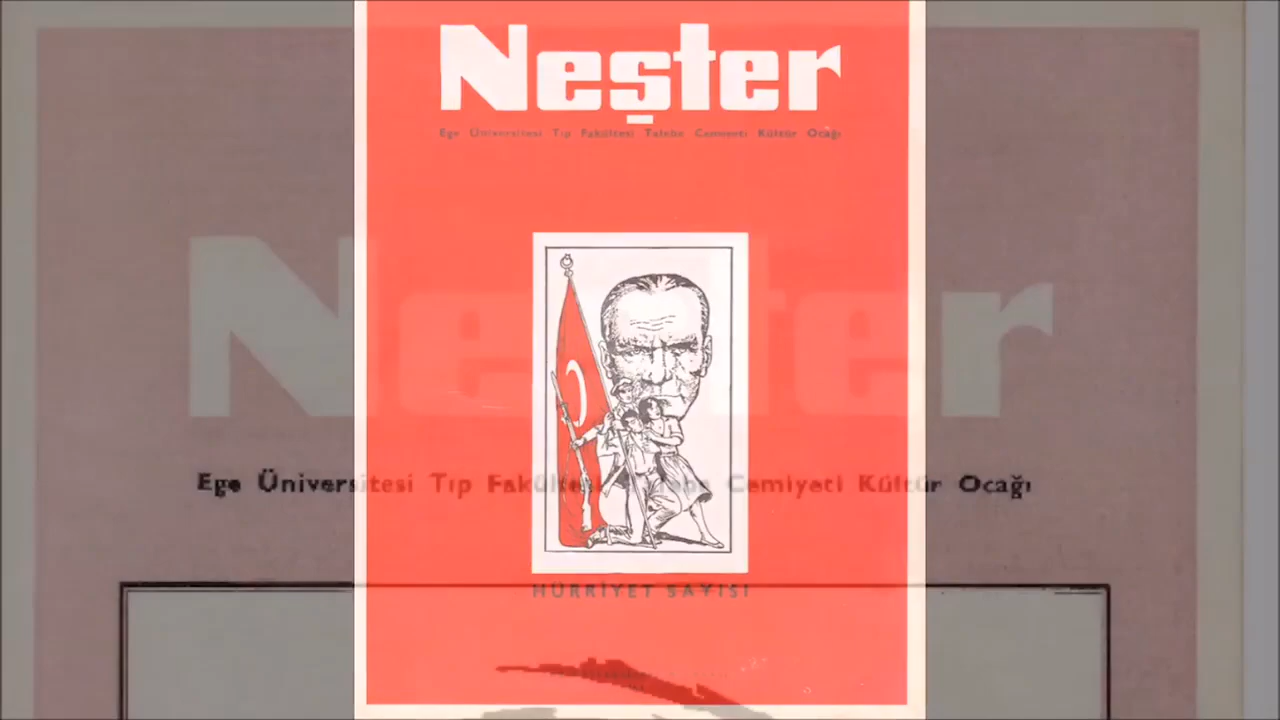 Neşter
Ege Üniversitesi Tıp Fakültesi Talebe Cemiyeti Kültür Ocağı
Ege Üniversitesi Tıp Fakültesi Talebe Cemiyeti Kültür Ocağı
HÜRRİYET SAYISI